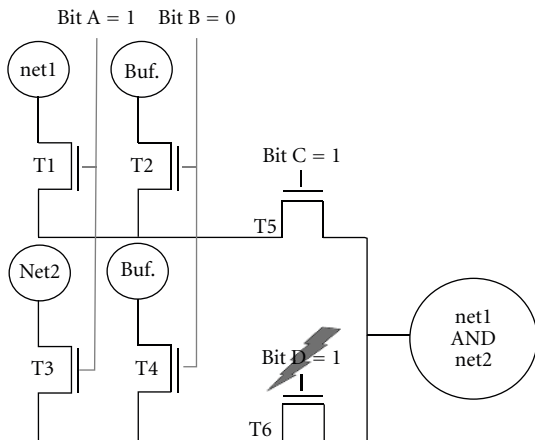 Bit A = 1
Bit B = 0
net1
Buf.
T1
T2
Bit C = 1
T5
Net2
Buf.
net1
AND
net2
T3
T4
Bit D = 1
T6